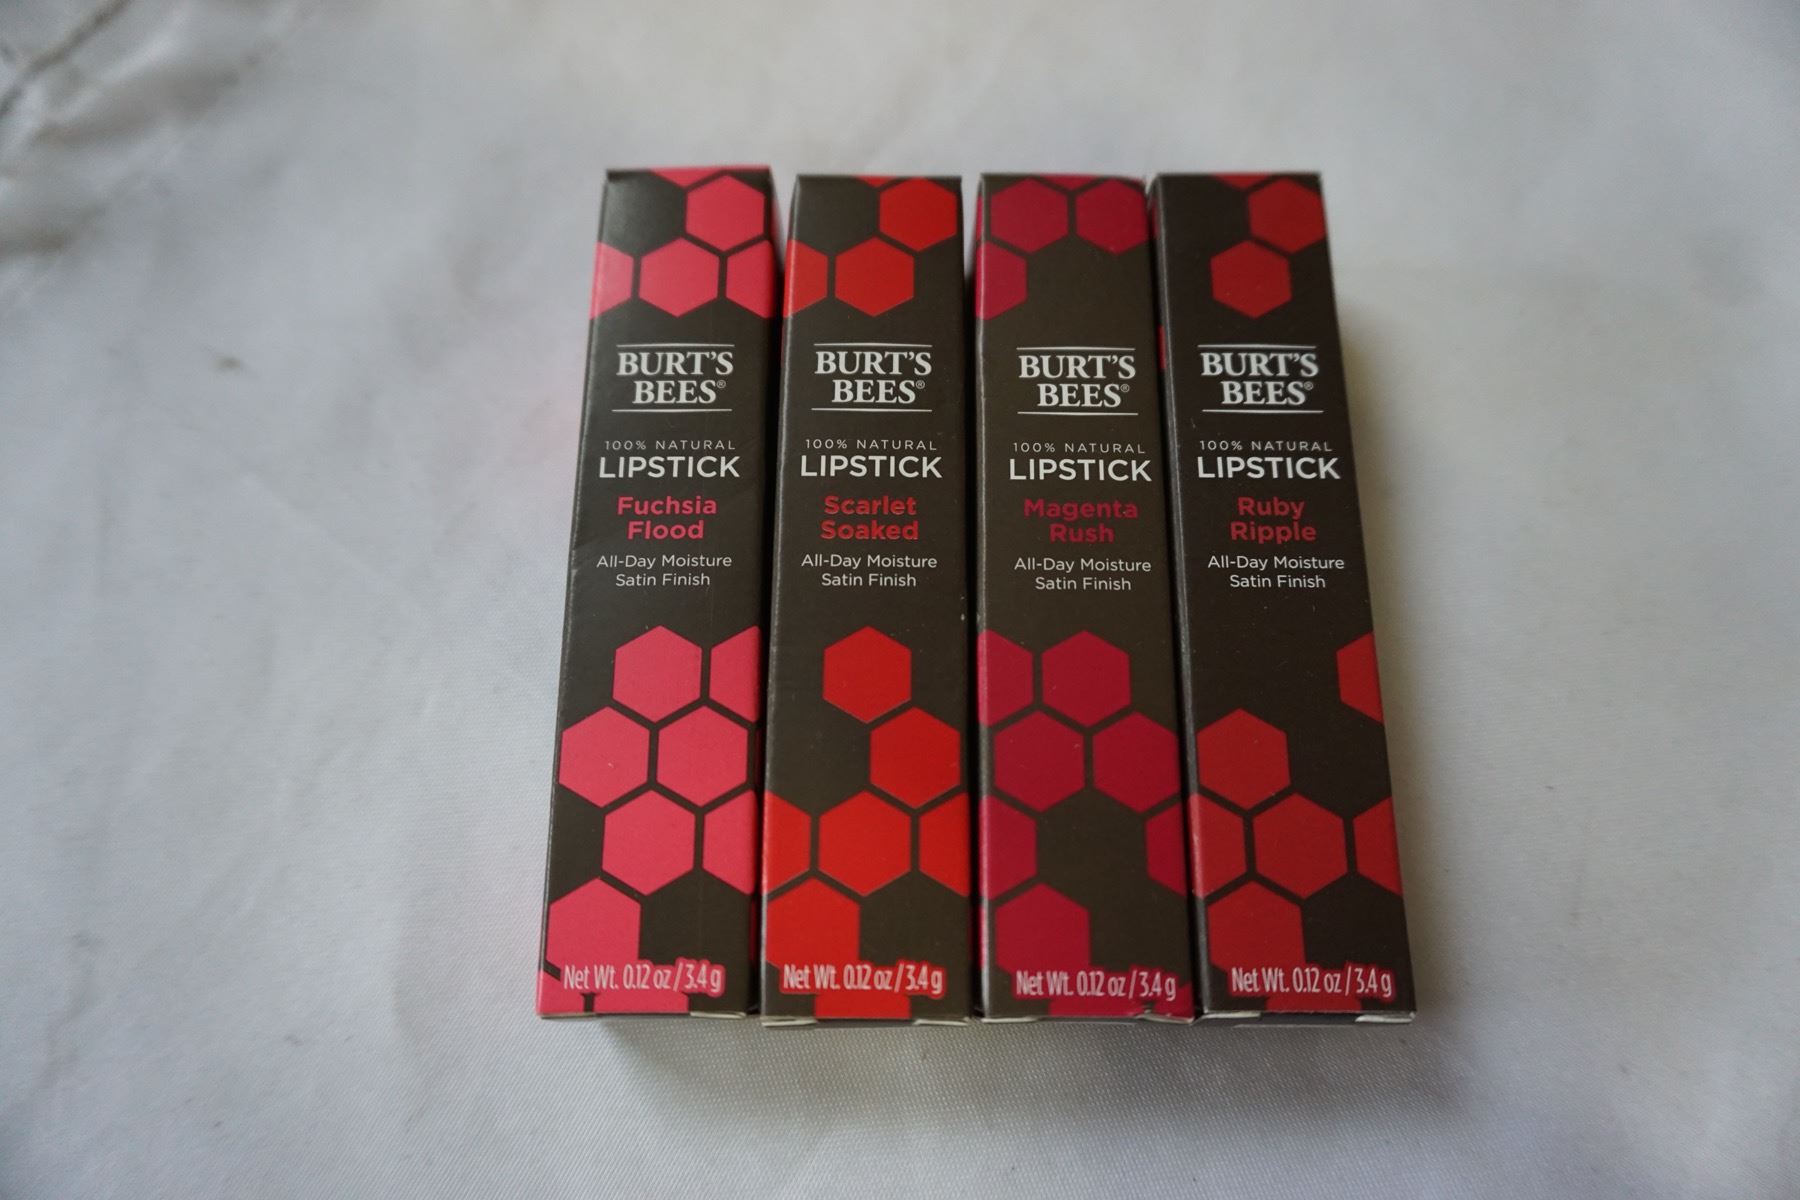 BURT'S
BEES®
100% NATURAL
LIPSTICK
Fuchsia
Flood
All-Day Moisture
Satin Finish
Net Wt. 0.12 oz / 3.4 g
BURT'S
BEES®
100% NATURAL
LIPSTICK
Scarlet
Soaked
All-Day Moisture
Satin Finish
Net Wt. 0.12 oz / 3.4 g
BURT'S
BEES®
100% NATURAL
LIPSTICK
Magenta
Rush
All-Day Moisture
Satin Finish
Net Wt. 0.12 oz / 3.4 g
BURT'S
BEES®
100% NATURAL
LIPSTICK
Ruby
Ripple
All-Day Moisture
Satin Finish
Net Wt. 0.12 oz / 3.4 g